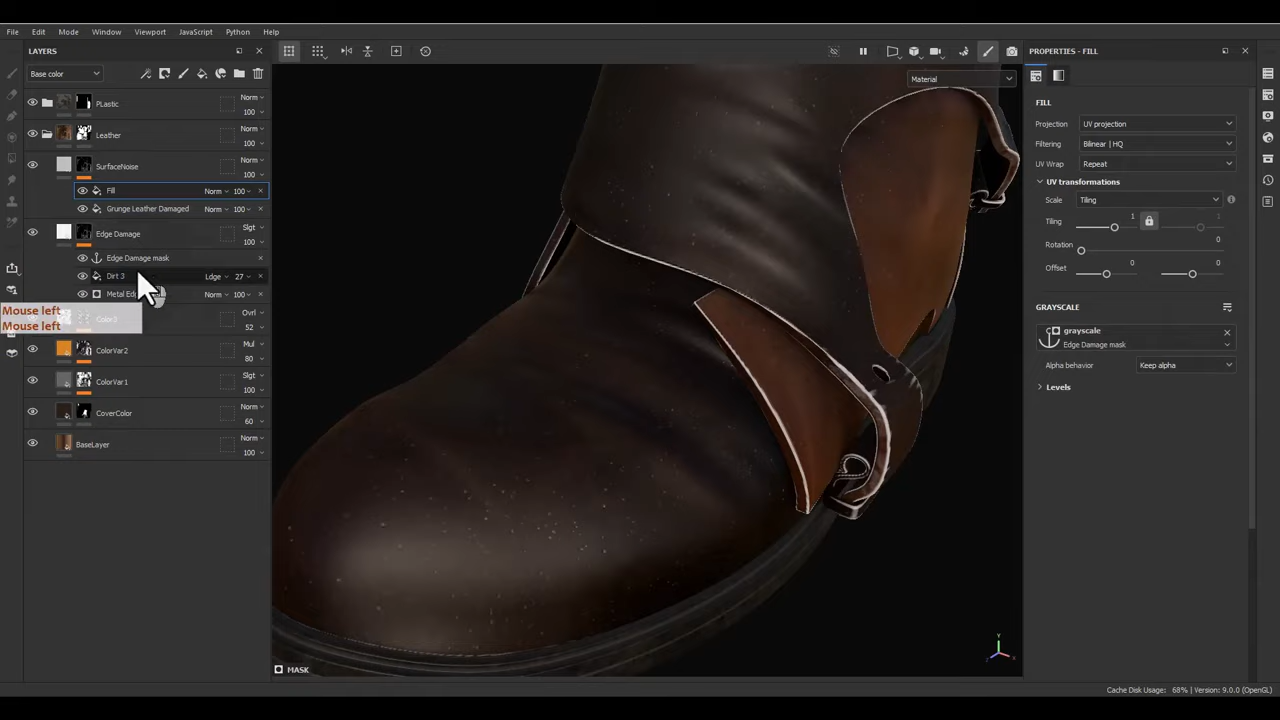 File Edit Mode Window Viewport JavaScript Python Help
LAYERS
Base color
PLastic Norm 100
Leather Norm 100
SurfaceNoise Norm 100
Fill Norm 100
Grunge Leather Damaged Norm 100
Edge Damage Slgt 100
Edge Damage mask
Dirt 3 Ldge 27
Metal Ed Norm 100
Mouse left
Mouse left
Ovrl 52
ColorVar2 Mul 80
ColorVar1 Slgt 100
CoverColor Norm 60
BaseLayer Norm 100
Material
MASK
PROPERTIES - FILL
FILL
Projection UV projection
Filtering Bilinear | HQ
UV Wrap Repeat
UV transformations
Scale Tiling
Tiling 1 1
Rotation 0
Offset 0 0
GRAYSCALE
grayscale
Edge Damage mask
Alpha behavior Keep alpha
Levels
Cache Disk Usage: 68% | Version: 9.0.0 (OpenGL)